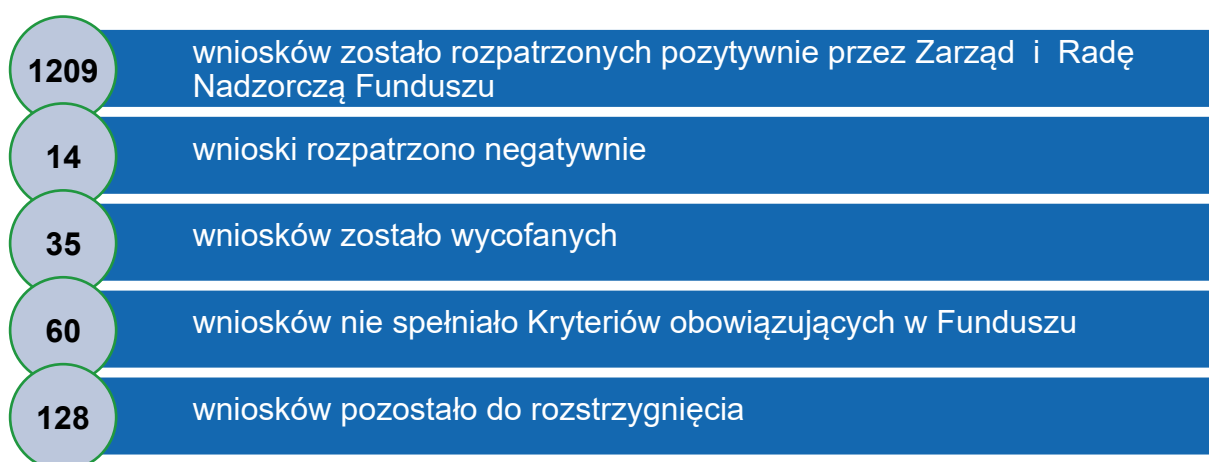 1209
wniosków zostało rozpatrzonych pozytywnie przez Zarząd i Radę
Nadzorczą Funduszu
14
wnioski rozpatrzono negatywnie
35
wniosków zostało wycofanych
60
wniosków nie spełniało Kryteriów obowiązujących w Funduszu
128
wniosków pozostało do rozstrzygnięcia